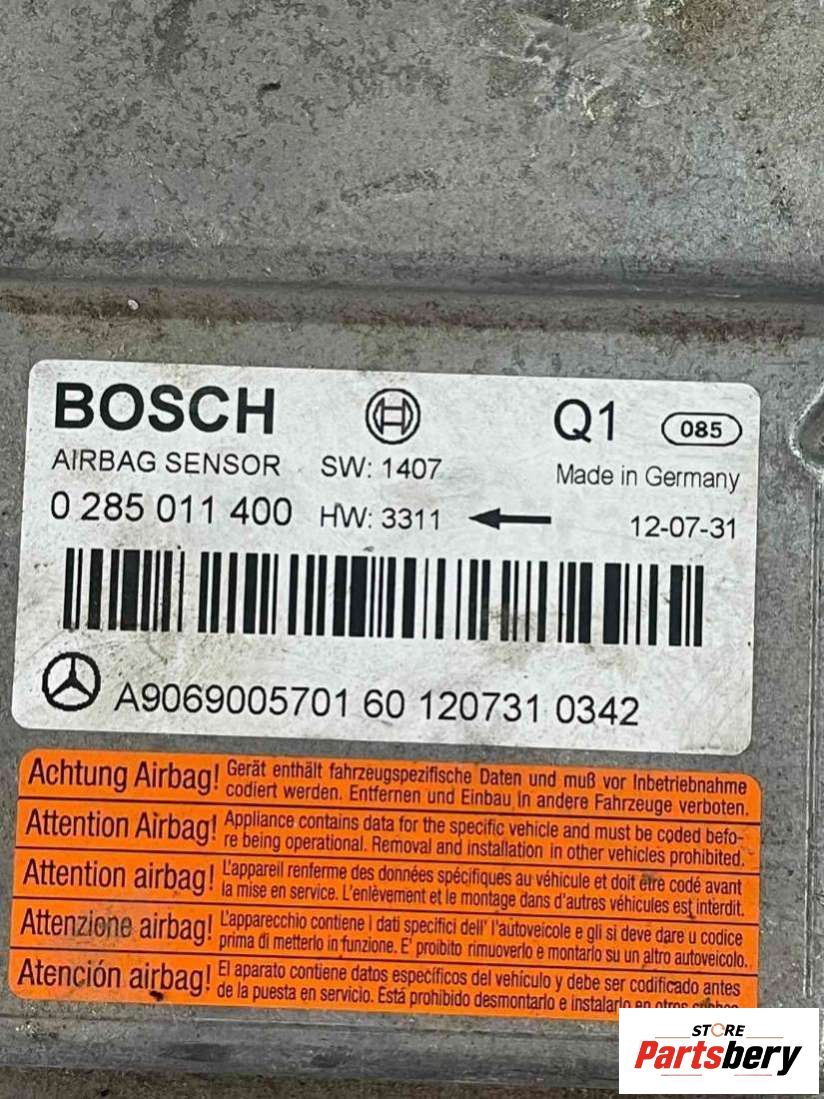 BOSCH
Q1 085
AIRBAG SENSOR SW: 1407 Made in Germany
0 285 011 400 HW: 3311 12-07-31
A9069005701 60 120731 0342
Achtung Airbag! Gerät enthält fahrzeugspezifische Daten und muß vor Inbetriebnahme
codiert werden. Entfernen und Einbau in andere Fahrzeuge verboten.
Attention Airbag! Appliance contains data for the specific vehicle and must be coded befo-
re being operational. Removal and installation in other vehicles prohibited.
Attention airbag! L'appareil renferme des données spécifiques au véhicule et doit être codé avant
la mise en service. L'enlèvement et le montage dans d'autres véhicules est interdit.
Attenzione airbag! L'apparecchio contiene i dati specifici dell' l'autoveicole e gli si deve dare u codice
prima di metterlo in funzione. E' proibito rimuoverlo e montarlo su un altro autoveicolo.
Atención airbag! El aparato contiene datos específicos del vehículo y debe ser codificado antes
de la puesta en servicio. Está prohibido desmontarlo e instalarlo en otros
STORE
Partsbery